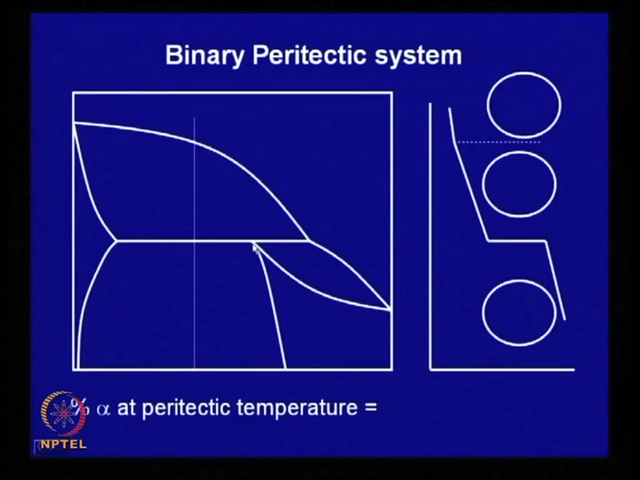 Binary Peritectic system
% α at peritectic temperature =
NPTEL